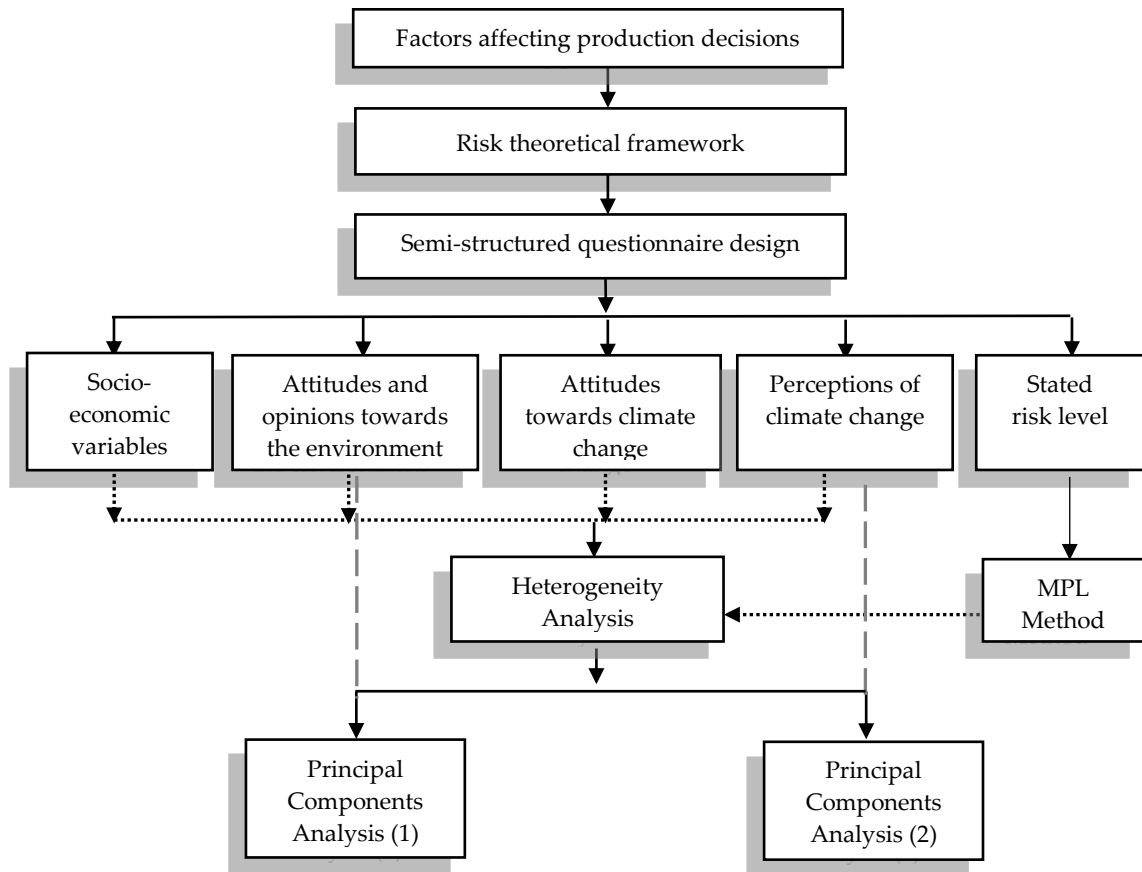 Factors affecting production decisions
Risk theoretical framework
Semi-structured questionnaire design
Socio-
economic
variables
Attitudes and
opinions towards
the environment
Attitudes
towards climate
change
Perceptions of
climate change
Stated
risk level
Heterogeneity
Analysis
MPL
Method
Principal
Components
Analysis (1)
Principal
Components
Analysis (2)